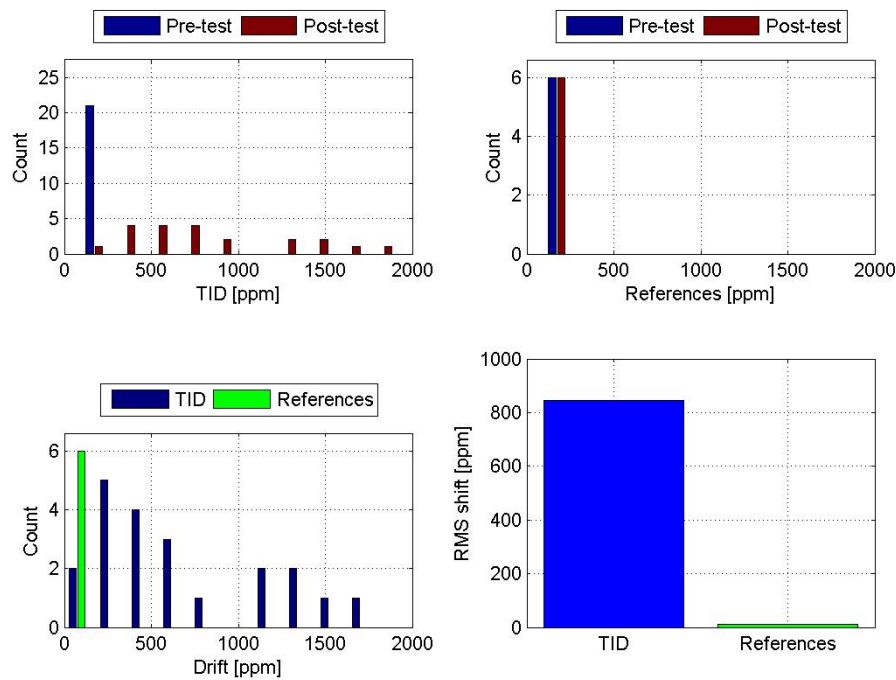 Pre-test Post-test
25
20
15
10
5
0
Count
0 500 1000 1500 2000
TID [ppm]
Pre-test Post-test
6
4
2
0
Count
0 500 1000 1500 2000
References [ppm]
TID References
6
4
2
0
Count
0 500 1000 1500 2000
Drift [ppm]
1000
800
600
400
200
0
RMS shift [ppm]
TID References